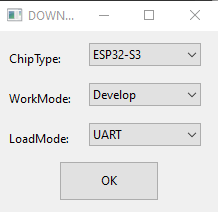 DOWN...
ChipType: ESP32-S3
WorkMode: Develop
LoadMode: UART
OK